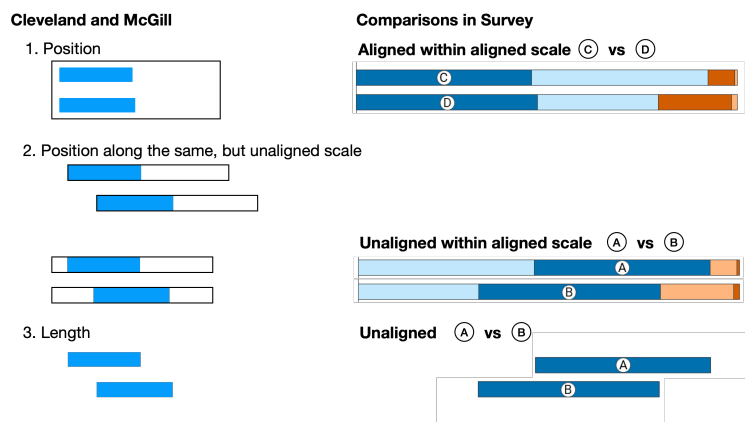 Cleveland and McGill
Comparisons in Survey
1. Position
Aligned within aligned scale C vs D
C
D
2. Position along the same, but unaligned scale
Unaligned within aligned scale A vs B
A
B
3. Length
Unaligned A vs B
A
B